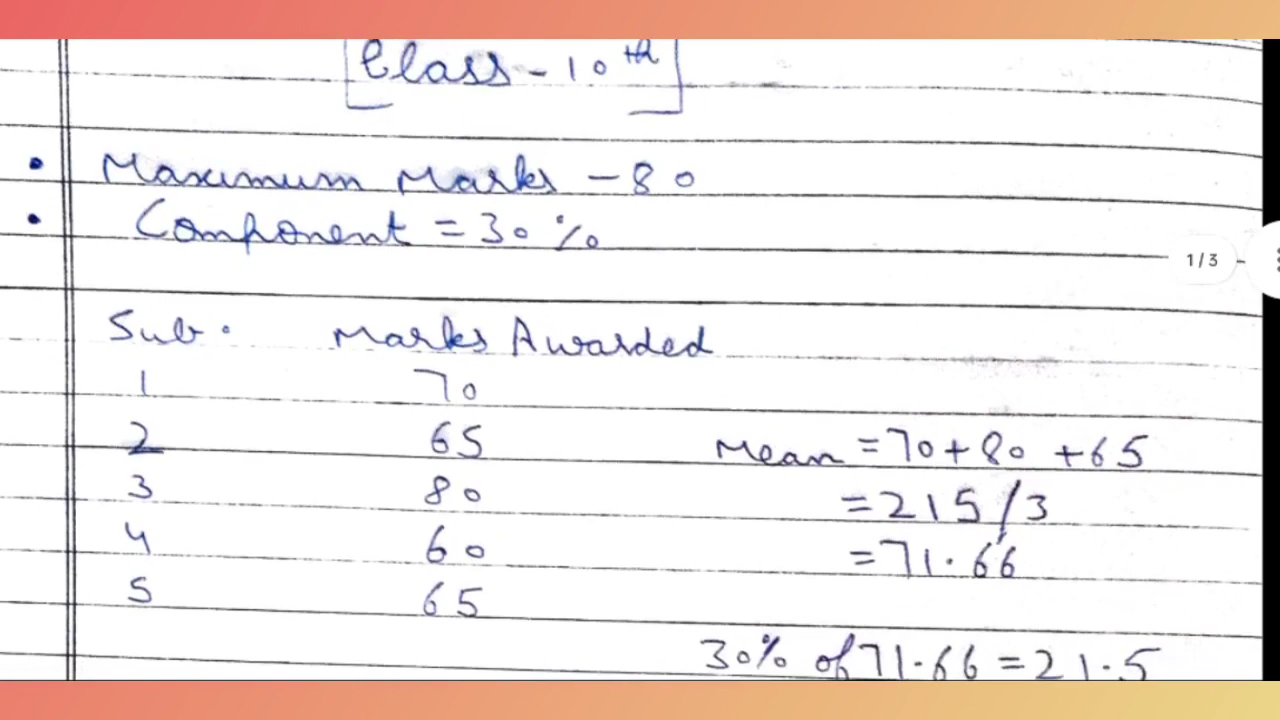 Class - 10th
• Maximum Marks - 80
• Component = 30%
1/3
Sub. Marks Awarded
1 70
2 65 Mean = 70+80 +65
3 80 = 215/3
4 60 = 71.66
5 65
30% of 71.66 = 21.5